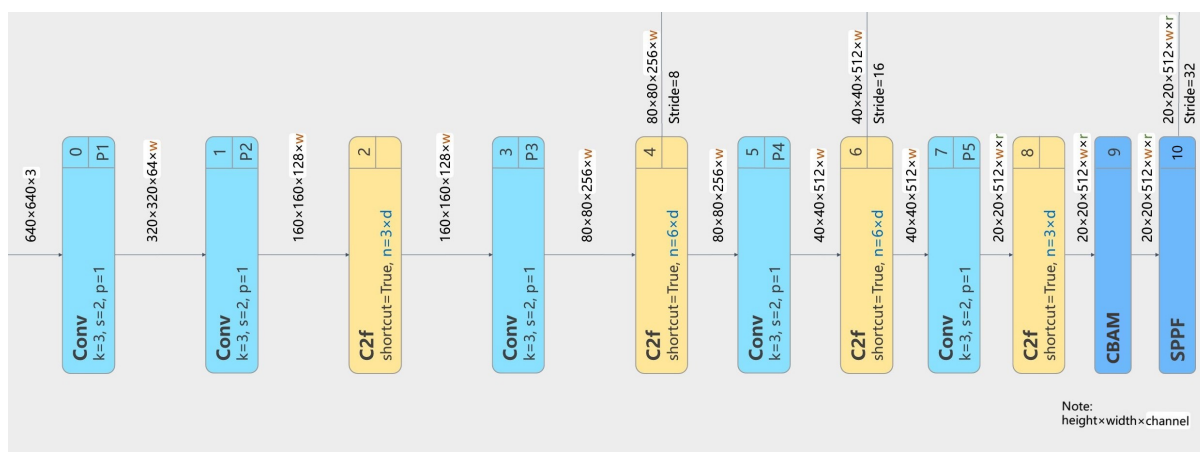 640×640×3
0
P1
Conv
k=3, s=2, p=1
320×320×64×w
1
P2
Conv
k=3, s=2, p=1
160×160×128×w
2
C2f
shortcut=True, n=3×d
160×160×128×w
3
P3
Conv
k=3, s=2, p=1
80×80×256×w
80×80×256×w
Stride=8
4
C2f
shortcut=True, n=6×d
80×80×256×w
5
P4
Conv
k=3, s=2, p=1
40×40×512×w
40×40×512×w
Stride=16
6
C2f
shortcut=True, n=6×d
40×40×512×w
7
P5
Conv
k=3, s=2, p=1
20×20×512×w×r
8
C2f
shortcut=True, n=3×d
20×20×512×w×r
9
CBAM
20×20×512×w×r
20×20×512×w×r
Stride=32
10
SPPF
Note:
height×width×channel